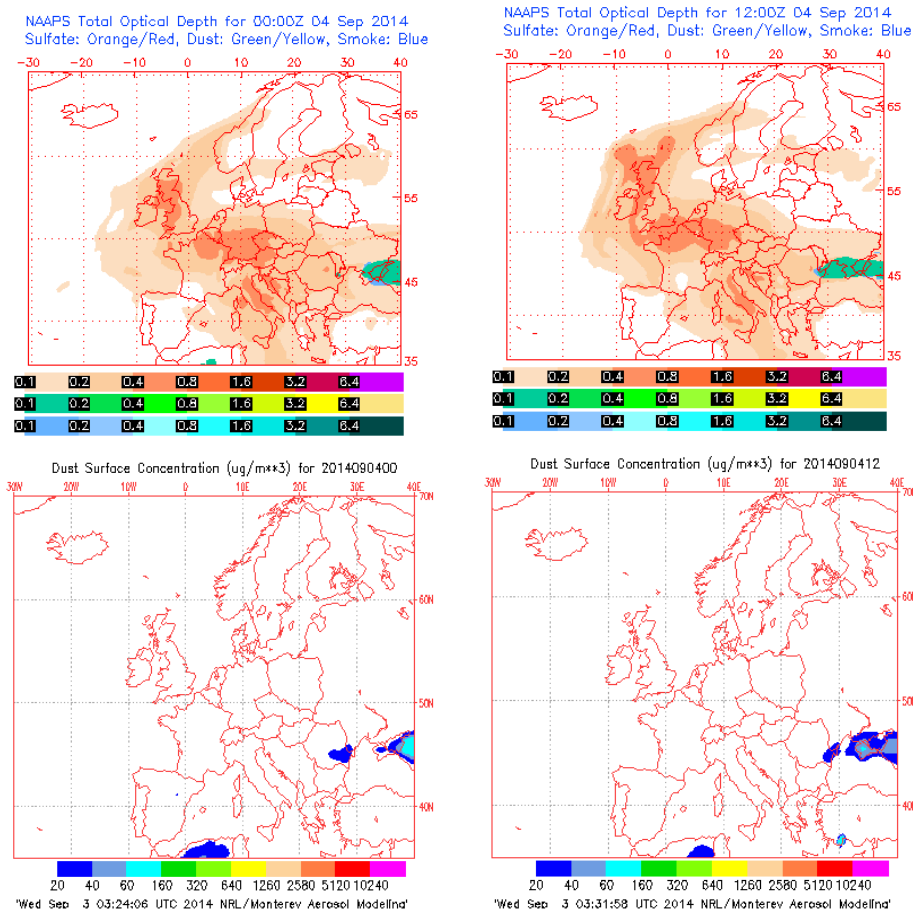 NAAPS Total Optical Depth for 00:00Z 04 Sep 2014
Sulfate: Orange/Red, Dust: Green/Yellow, Smoke: Blue
-30 -20 -10 0 10 20 30 40
65
55
45
35
0.1 0.2 0.4 0.8 1.6 3.2 6.4
0.1 0.2 0.4 0.8 1.6 3.2 6.4
0.1 0.2 0.4 0.8 1.6 3.2 6.4
NAAPS Total Optical Depth for 12:00Z 04 Sep 2014
Sulfate: Orange/Red, Dust: Green/Yellow, Smoke: Blue
-30 -20 -10 0 10 20 30 40
65
55
45
35
0.1 0.2 0.4 0.8 1.6 3.2 6.4
0.1 0.2 0.4 0.8 1.6 3.2 6.4
0.1 0.2 0.4 0.8 1.6 3.2 6.4
Dust Surface Concentration (ug/m**3) for 2014090400
30W 20W 10W 0 10E 20E 30E 40E
70N
60N
50N
40N
20 40 60 160 320 640 1260 2580 5120 10240
'Wed Sep 3 03:24:06 UTC 2014 NRL/Monterey Aerosol Modeling'
Dust Surface Concentration (ug/m**3) for 2014090412
30W 20W 10W 0 10E 20E 30E 40E
70N
60N
50N
40N
20 40 60 160 320 640 1260 2580 5120 10240
'Wed Sep 3 03:31:58 UTC 2014 NRL/Monterey Aerosol Modeling'